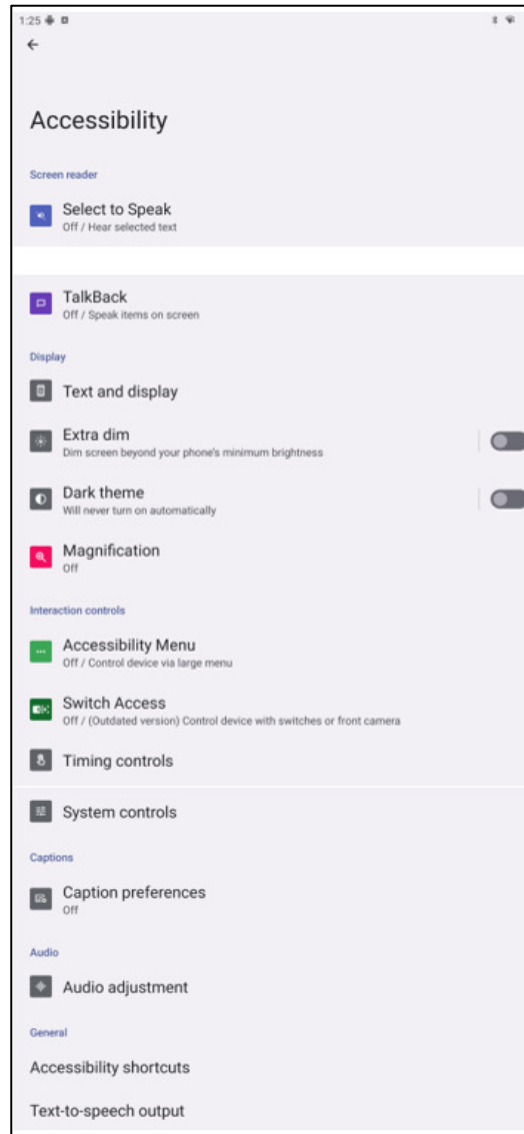 1:25
Accessibility
Screen reader
Select to Speak
Off / Hear selected text
TalkBack
Off / Speak items on screen
Display
Text and display
Extra dim
Dim screen beyond your phone's minimum brightness
Dark theme
Will never turn on automatically
Magnification
Off
Interaction controls
Accessibility Menu
Off / Control device via large menu
Switch Access
Off / (Outdated version) Control device with switches or front camera
Timing controls
System controls
Captions
Caption preferences
Off
Audio
Audio adjustment
General
Accessibility shortcuts
Text-to-speech output